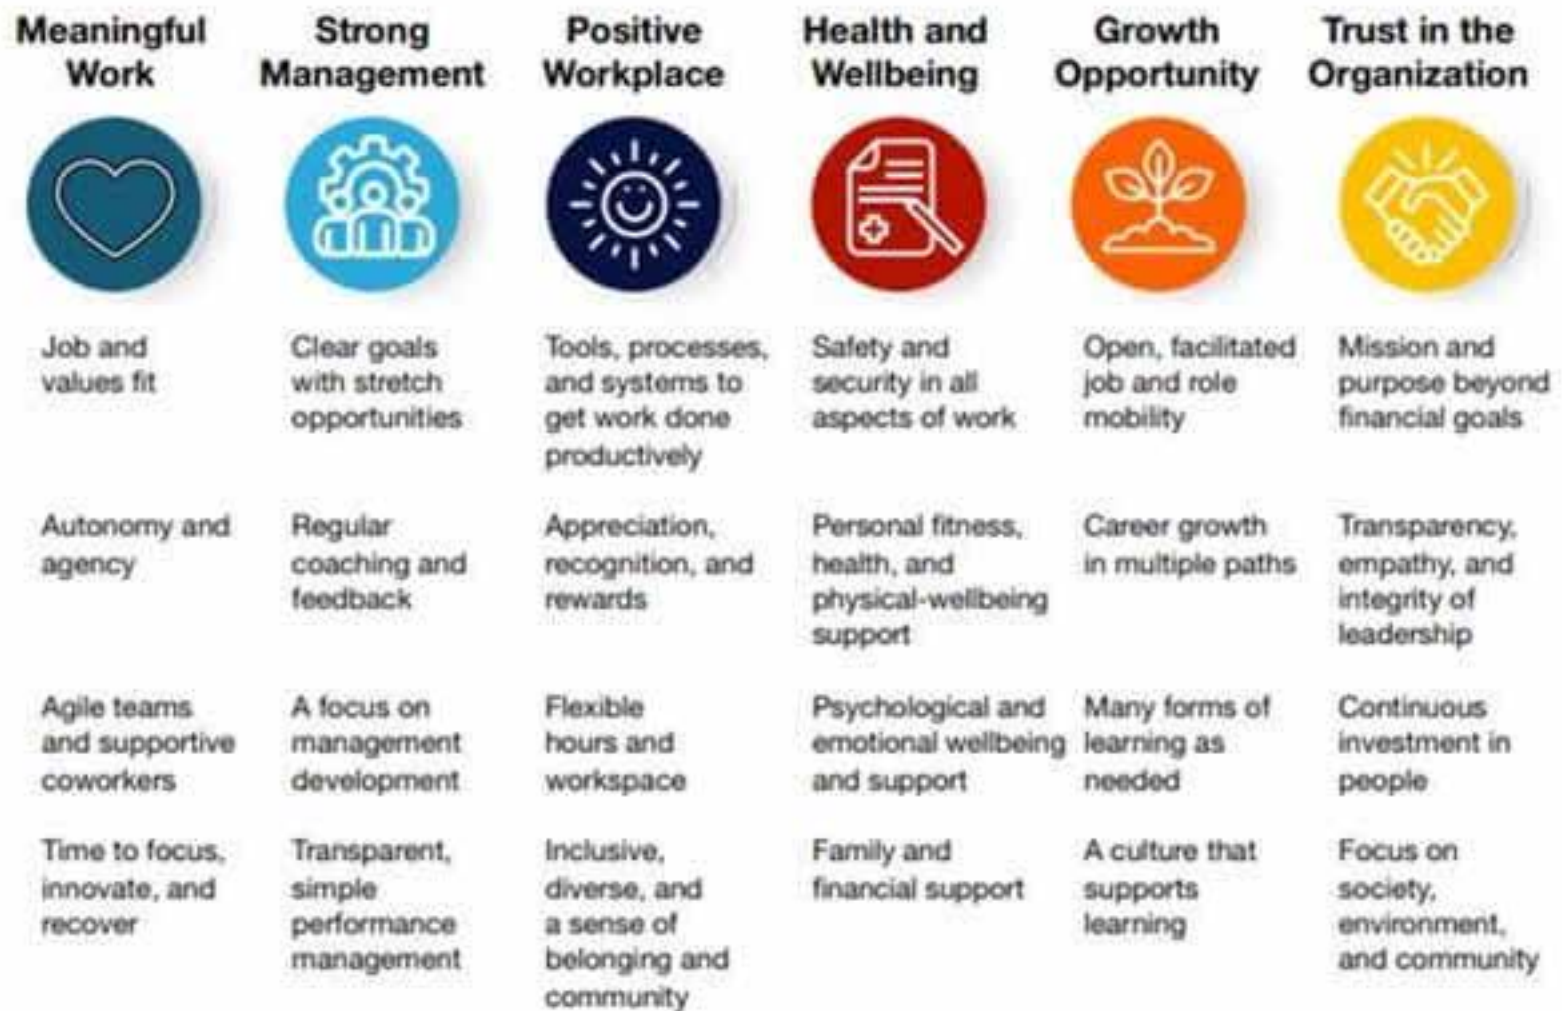 Meaningful
Work
Strong
Management
Positive
Workplace
Health and
Wellbeing
Growth
Opportunity
Trust in the
Organization
Job and
values fit
Clear goals
with stretch
opportunities
Tools, processes,
and systems to
get work done
productively
Safety and
security in all
aspects of work
Open, facilitated
job and role
mobility
Mission and
purpose beyond
financial goals
Autonomy and
agency
Regular
coaching and
feedback
Appreciation,
recognition, and
rewards
Personal fitness,
health, and
physical-wellbeing
support
Career growth
in multiple paths
Transparency,
empathy, and
integrity of
leadership
Agile teams
and supportive
coworkers
A focus on
management
development
Flexible
hours and
workspace
Psychological and
emotional wellbeing
and support
Many forms of
learning as
needed
Continuous
investment in
people
Time to focus,
innovate, and
recover
Transparent,
simple
performance
management
Inclusive,
diverse, and
a sense of
belonging and
community
Family and
financial support
A culture that
supports
learning
Focus on
society,
environment,
and community